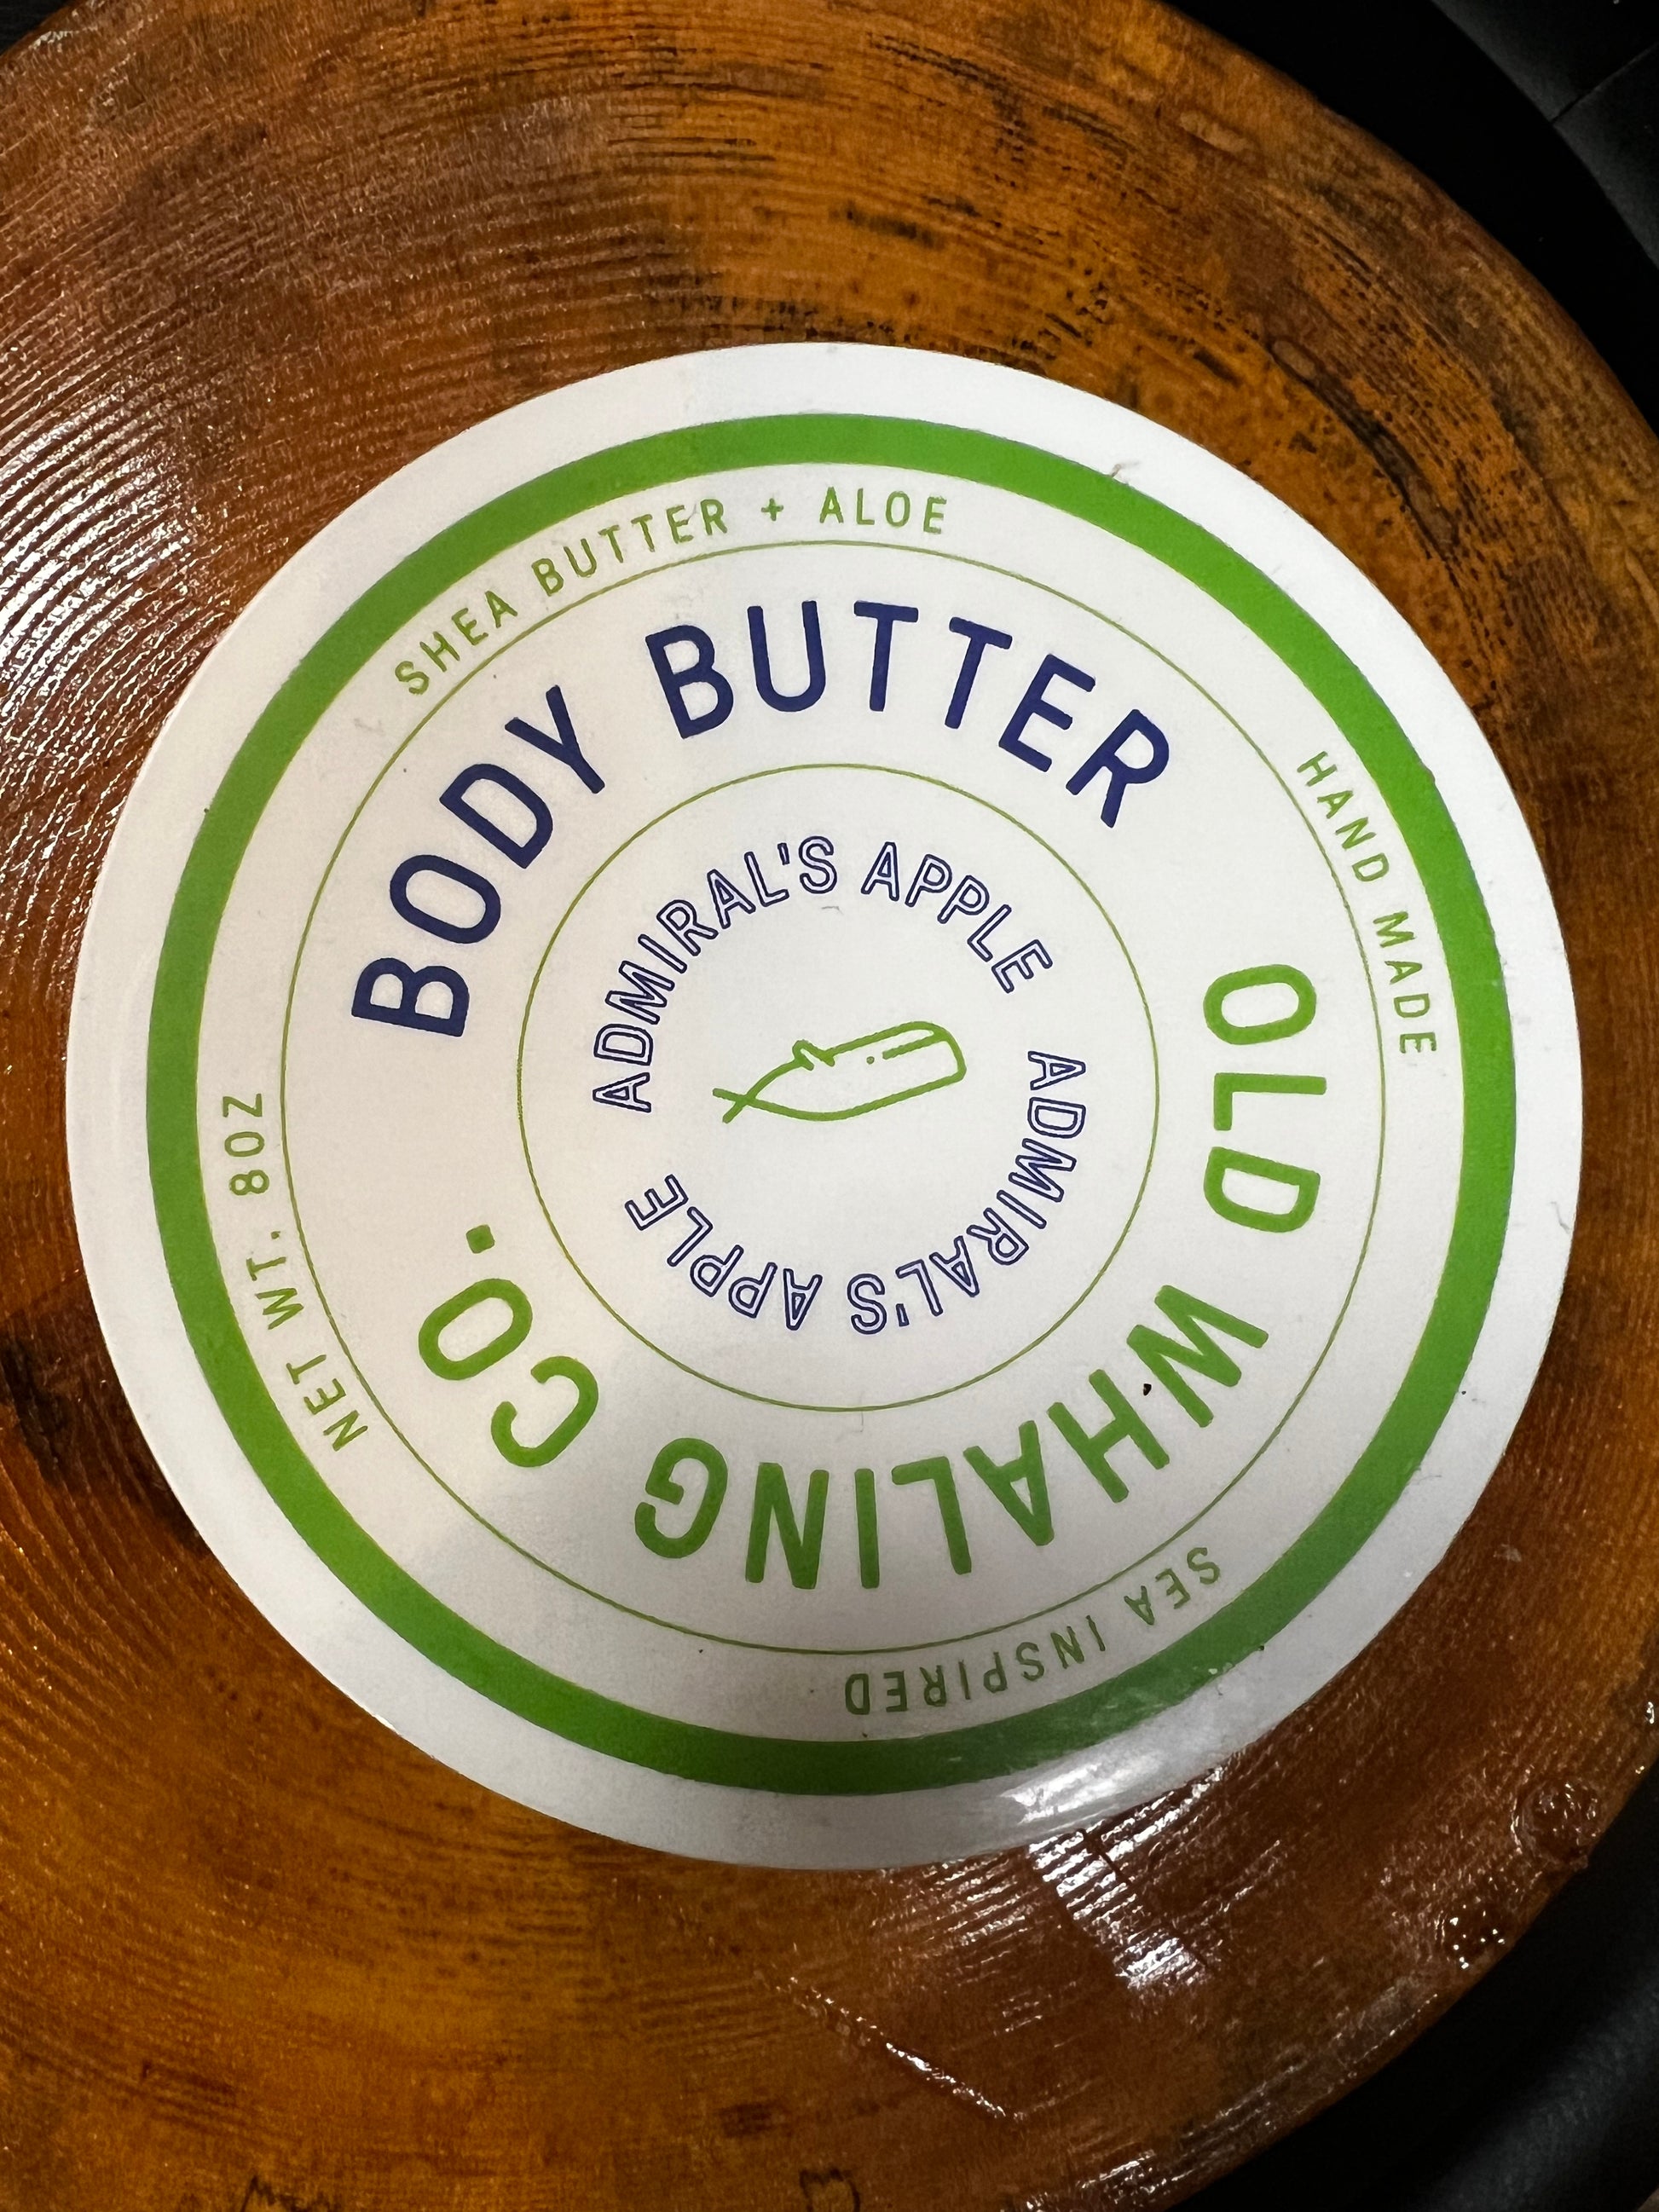 SHEA BUTTER + ALOE
HAND MADE
SEA INSPIRED
NET WT. 8OZ
BODY BUTTER
OLD WHALING CO.
ADMIRAL'S APPLE
ADMIRAL'S APPLE